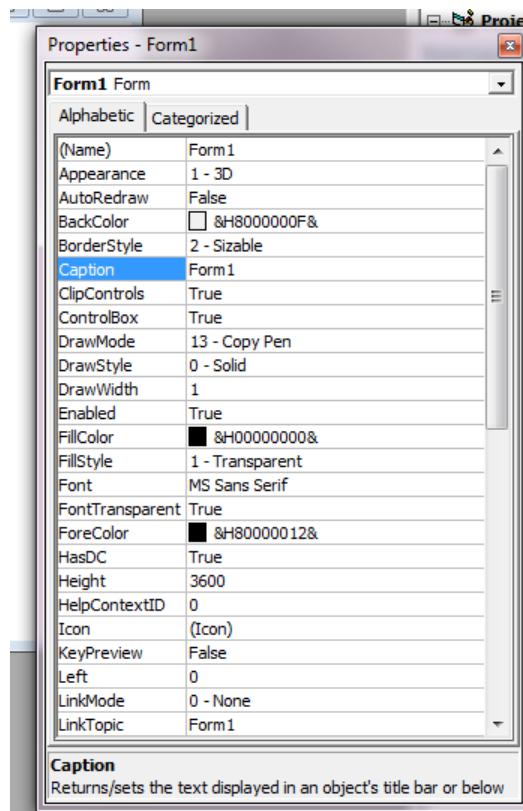 Proje
Properties - Form1
Form1 Form
Alphabetic Categorized
(Name) Form1
Appearance 1 - 3D
AutoRedraw False
BackColor &H8000000F&
BorderStyle 2 - Sizable
Caption Form1
ClipControls True
ControlBox True
DrawMode 13 - Copy Pen
DrawStyle 0 - Solid
DrawWidth 1
Enabled True
FillColor &H00000000&
FillStyle 1 - Transparent
Font MS Sans Serif
FontTransparent True
ForeColor &H80000012&
HasDC True
Height 3600
HelpContextID 0
Icon (Icon)
KeyPreview False
Left 0
LinkMode 0 - None
LinkTopic Form1
Caption
Returns/sets the text displayed in an object's title bar or below